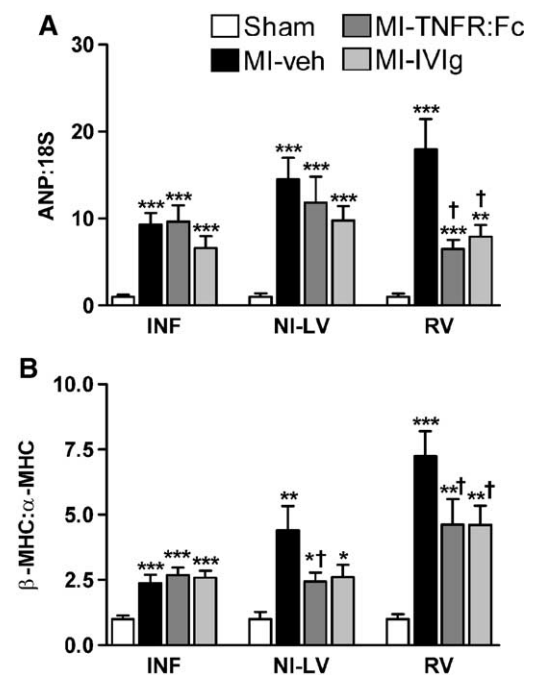 A
Sham
MI-TNFR:Fc
MI-veh
MI-IVIg
ANP:18S
30
20
10
0
***
***
***
***
***
***
***
†
***
†
**
INF
NI-LV
RV
B
β-MHC:α-MHC
10.0
7.5
5.0
2.5
0.0
***
***
***
**
*†
*
***
**†
**†
INF
NI-LV
RV